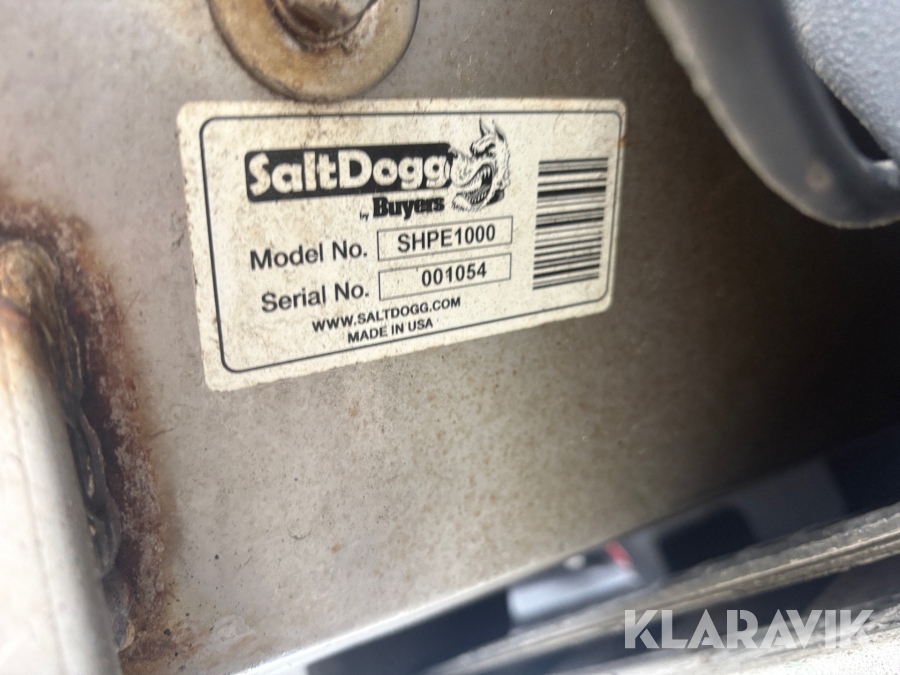 SaltDogg
by Buyers
Model No. SHPE1000
Serial No. 001054
WWW.SALTDOGG.COM
MADE IN USA
KLARAVIK